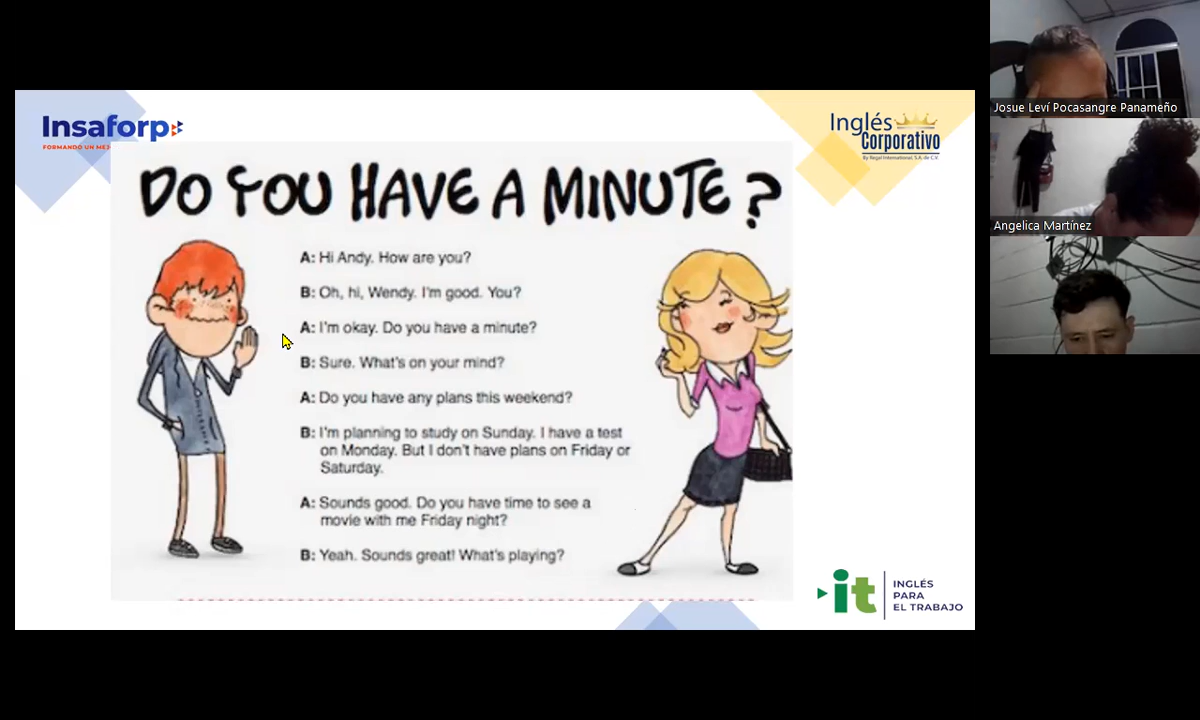 Insaforp
FORMANDO UN MEJ
Inglés
Corporativo
By Regal International, S.A. de C.V.
DO YOU HAVE A MINUTE?
A: Hi Andy. How are you?
B: Oh, hi, Wendy. I'm good. You?
A: I'm okay. Do you have a minute?
B: Sure. What's on your mind?
A: Do you have any plans this weekend?
B: I'm planning to study on Sunday. I have a test
on Monday. But I don't have plans on Friday or
Saturday.
A: Sounds good. Do you have time to see a
movie with me Friday night?
B: Yeah. Sounds great! What's playing?
it
INGLÉS
PARA
EL TRABAJO
Josue Leví Pocasangre Panameño
Angelica Martínez